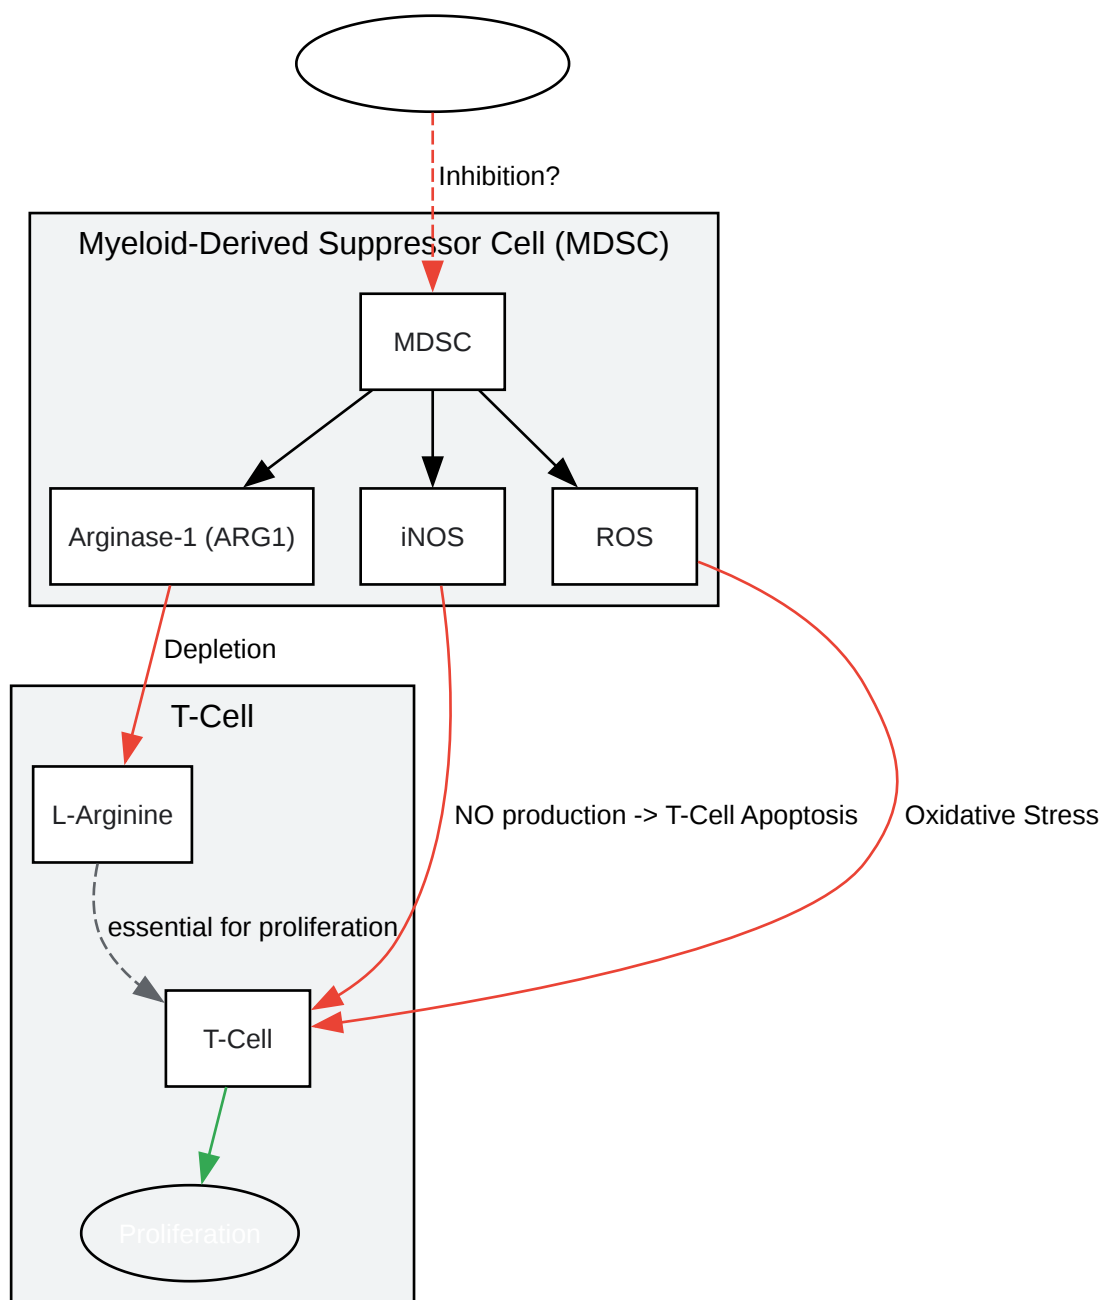 Inhibition?
Myeloid-Derived Suppressor Cell (MDSC)
MDSC
Arginase-1 (ARG1)
iNOS
ROS
Depletion
T-Cell
L-Arginine
NO production -> T-Cell Apoptosis
Oxidative Stress
essential for proliferation
T-Cell
Proliferation